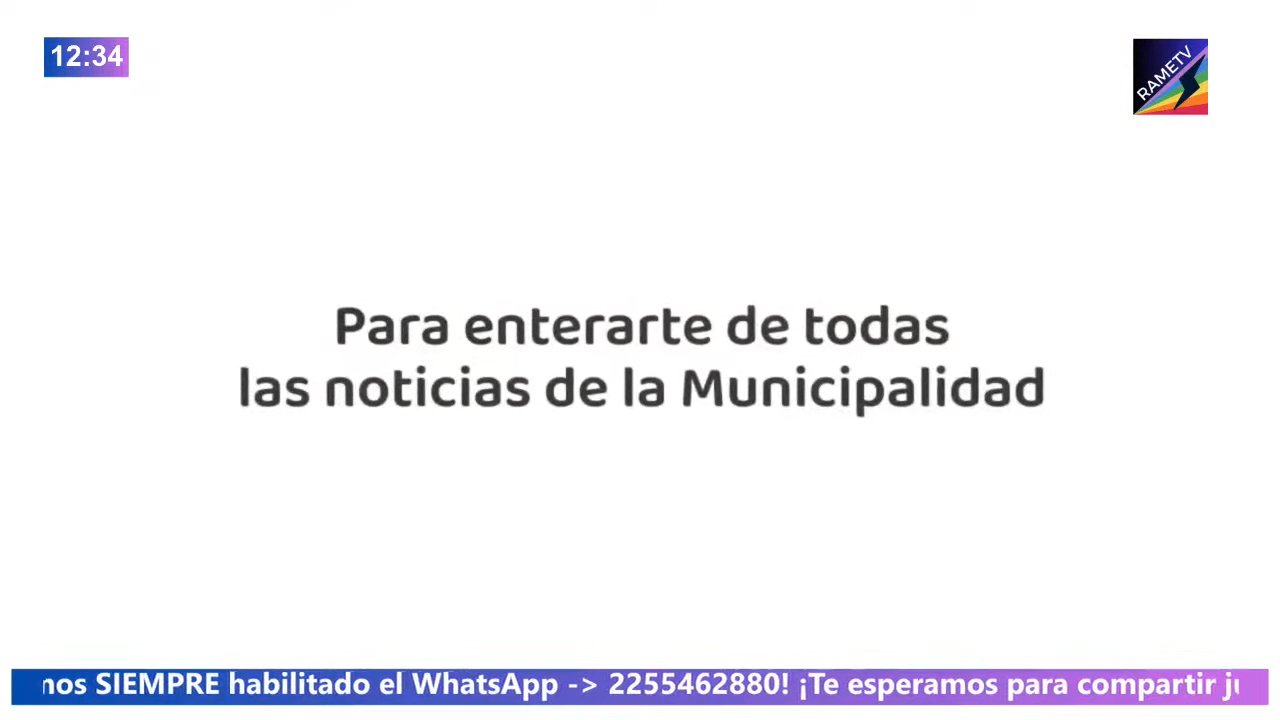 12:34
RAMETV
Para enterarte de todas
las noticias de la Municipalidad
SIEMPRE habilitado el WhatsApp -> 2255462880! ¡Te esperamos para compartir